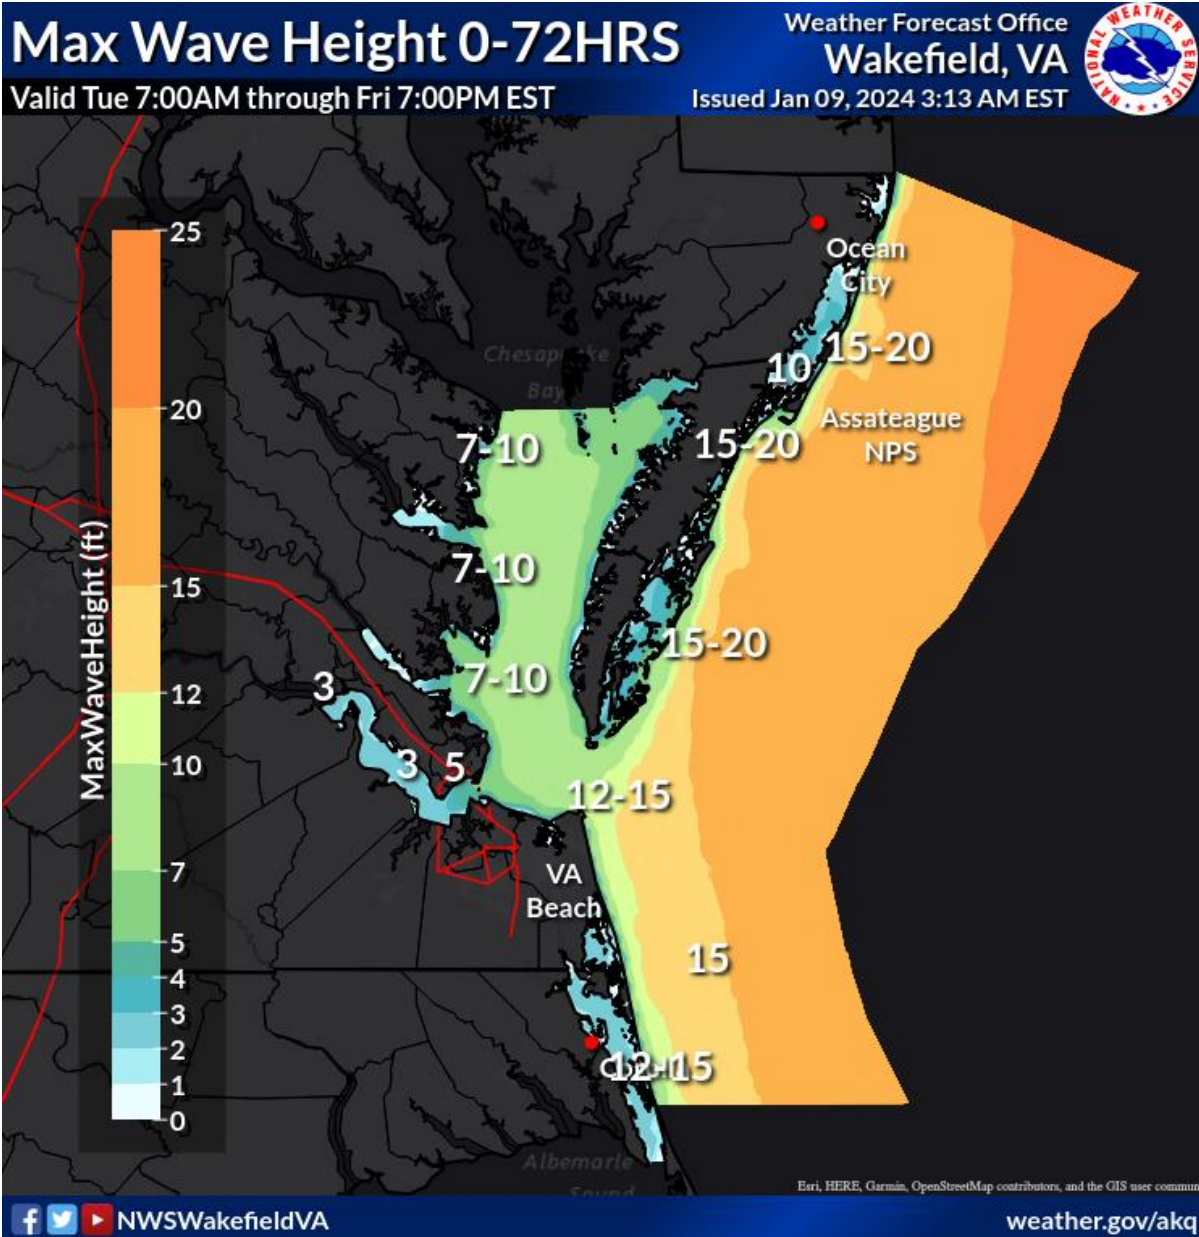 Max Wave Height 0-72HRS
Valid Tue 7:00AM through Fri 7:00PM EST
Weather Forecast Office
Wakefield, VA
Issued Jan 09, 2024 3:13 AM EST
NATIONAL WEATHER SERVICE
MaxWaveHeight (ft)
25
20
15
12
10
7
5
4
3
2
1
0
Ocean
City
Chesapeake
Bay
15-20
10
Assateague
NPS
7-10
15-20
7-10
15-20
7-10
3
3
5
12-15
VA
Beach
15
12-15
Albemarle
Sound
Esri, HERE, Garmin, OpenStreetMap contributors, and the GIS user commun
NWSWakefieldVA
weather.gov/akq